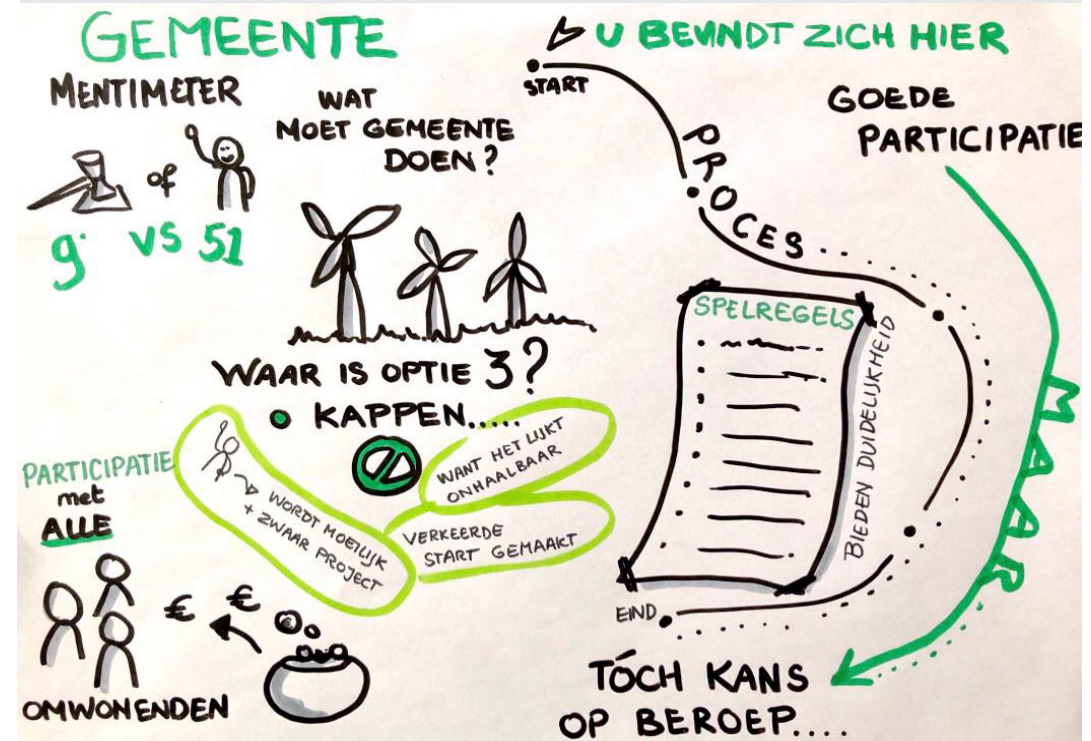 GEMEENTE
MENTIMETER
of
9 vs 51
WAT
MOET GEMEENTE
DOEN?
WAAR IS OPTIE 3?
KAPPEN.....
WORDT MOEILIJK
+ ZWAAR PROJECT
WANT HET LIJKT
ONHAALBAAR
VERKEERDE
START GEMAAKT
PARTICIPATIE
met
ALLE
€ €
OMWONENDEN
U BEVINDT ZICH HIER
START
PROCES...
SPELREGELS
BIEDEN DUIDELIJKHEID
EIND
GOEDE
PARTICIPATIE
MAAR
TÓCH KANS
OP BEROEP....